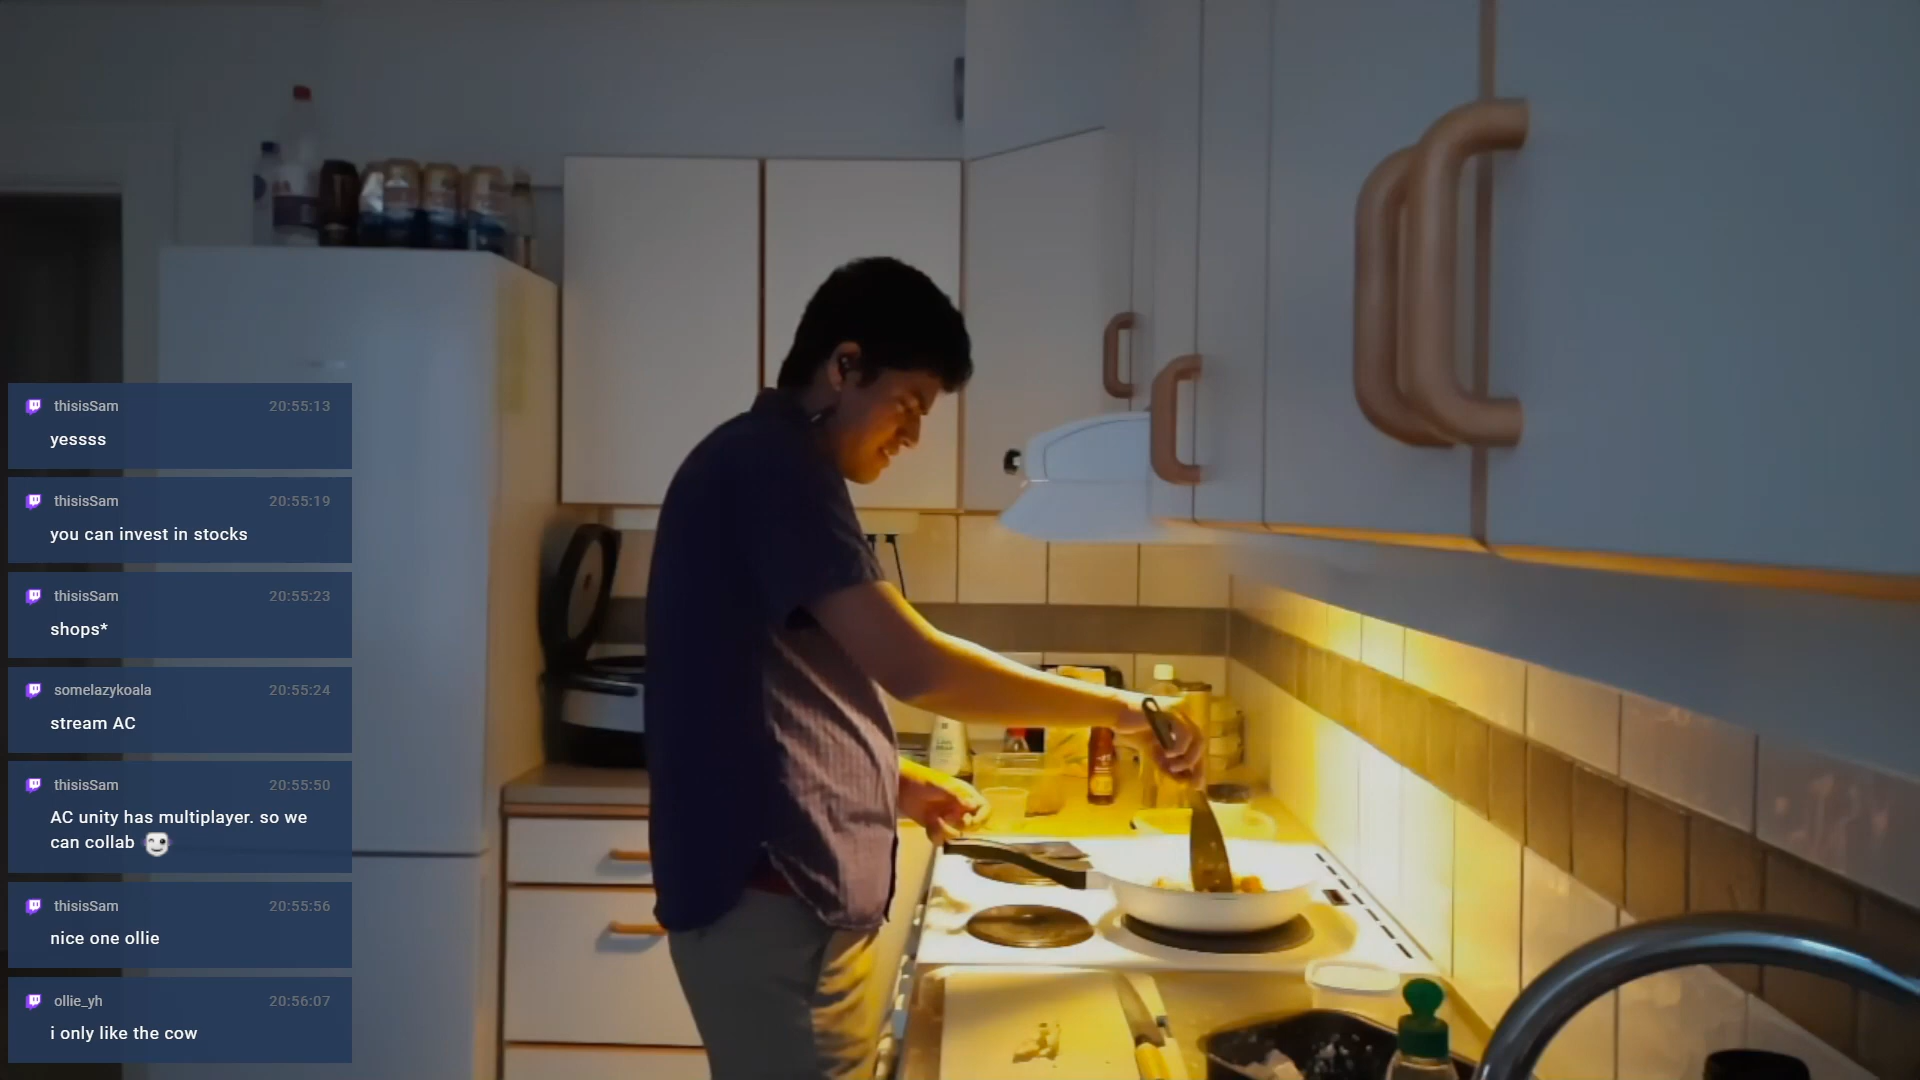 thisisSam 20:55:13
yessss
thisisSam 20:55:19
you can invest in stocks
thisisSam 20:55:23
shops*
somelazykoala 20:55:24
stream AC
thisisSam 20:55:50
AC unity has multiplayer. so we
can collab
thisisSam 20:55:56
nice one ollie
ollie_yh 20:56:07
i only like the cow